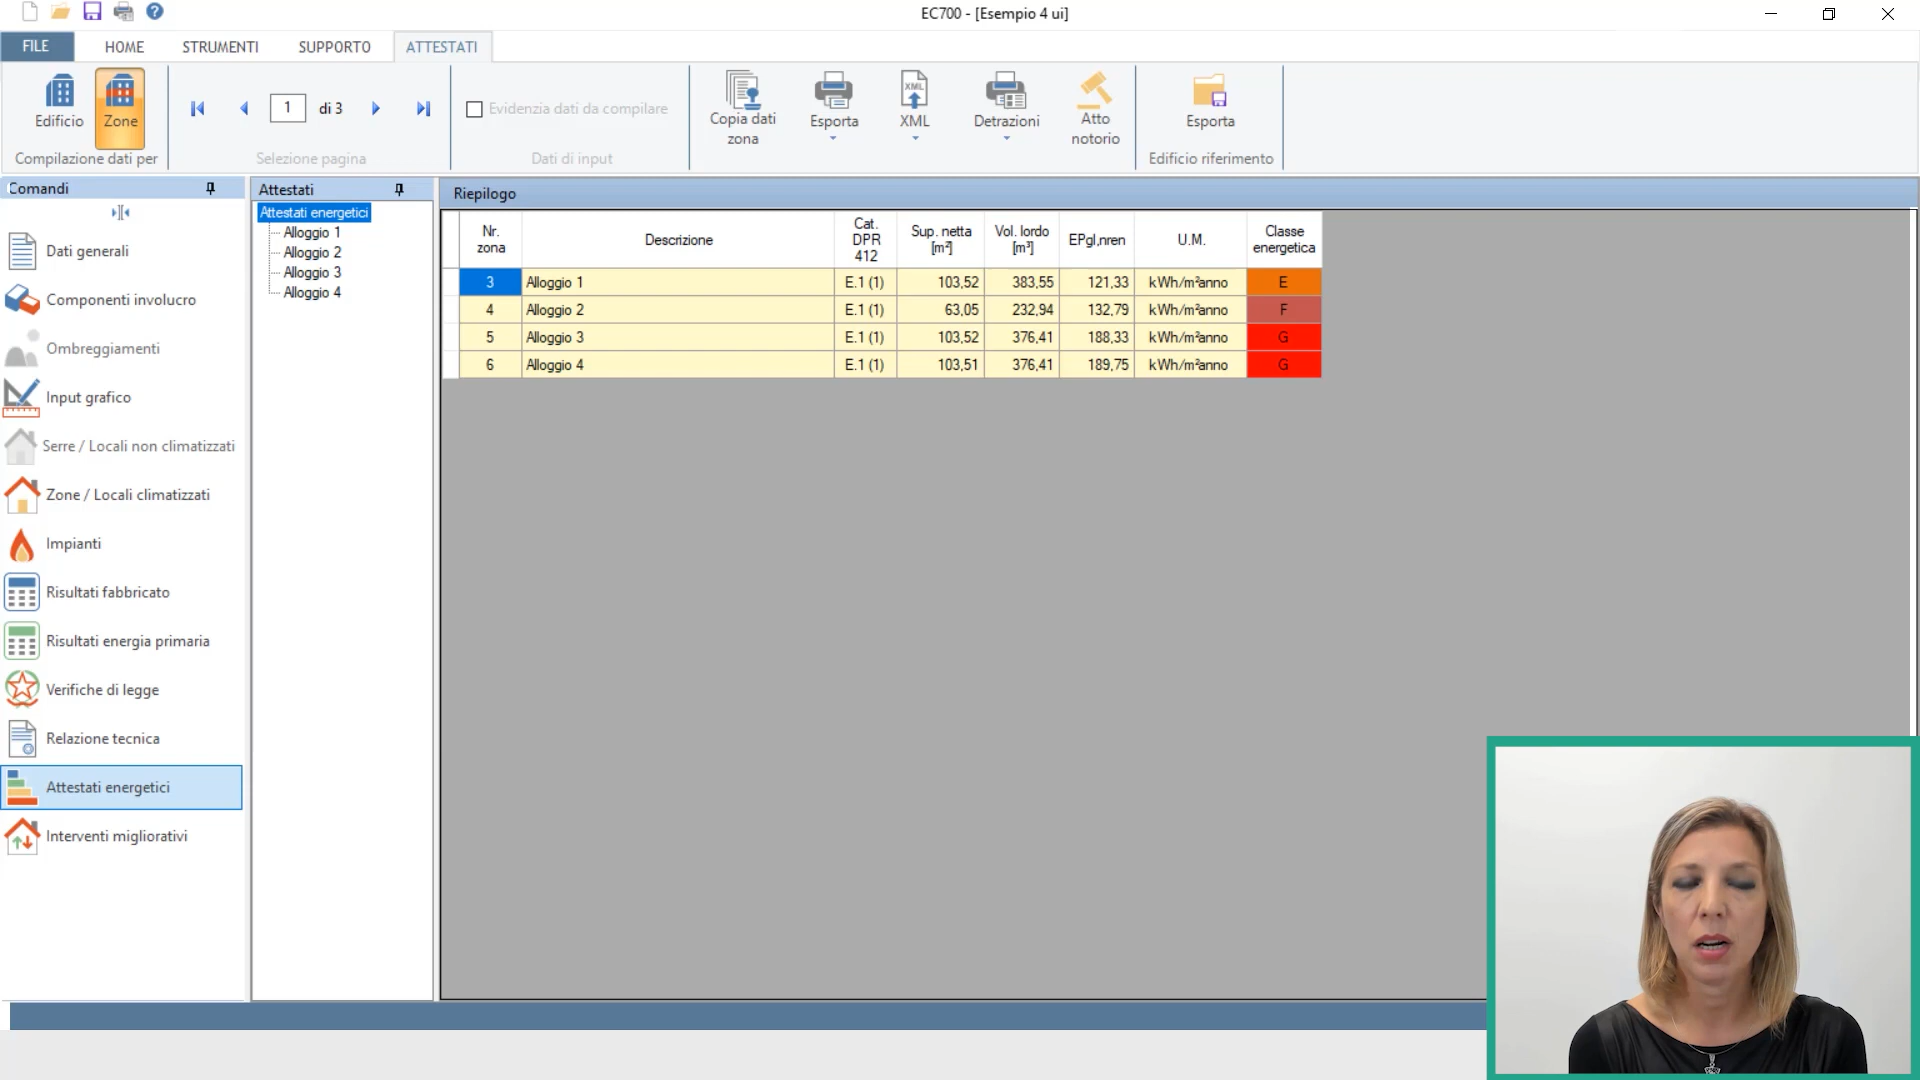 EC700 - [Esempio 4 ui]
FILE HOME STRUMENTI SUPPORTO ATTESTATI
Edificio Zone
Compilazione dati per
1 di 3
Selezione pagina
Evidenzia dati da compilare
Dati di input
Copia dati
zona
Esporta
XML
XML
Detrazioni
Atto
notorio
Esporta
Edificio riferimento
Comandi
Dati generali
Componenti involucro
Ombreggiamenti
Input grafico
Serre / Locali non climatizzati
Zone / Locali climatizzati
Impianti
Risultati fabbricato
Risultati energia primaria
Verifiche di legge
Relazione tecnica
Attestati energetici
Interventi migliorativi
Attestati
Attestati energetici
Alloggio 1
Alloggio 2
Alloggio 3
Alloggio 4
Riepilogo
Nr.
zona
Descrizione
Cat.
DPR
412
Sup. netta
[m²]
Vol. lordo
[m³]
EPgl,nren
U.M.
Classe
energetica
3 Alloggio 1 E.1 (1) 103,52 383,55 121,33 kWh/m²anno E
4 Alloggio 2 E.1 (1) 63,05 232,94 132,79 kWh/m²anno F
5 Alloggio 3 E.1 (1) 103,52 376,41 188,33 kWh/m²anno G
6 Alloggio 4 E.1 (1) 103,51 376,41 189,75 kWh/m²anno G